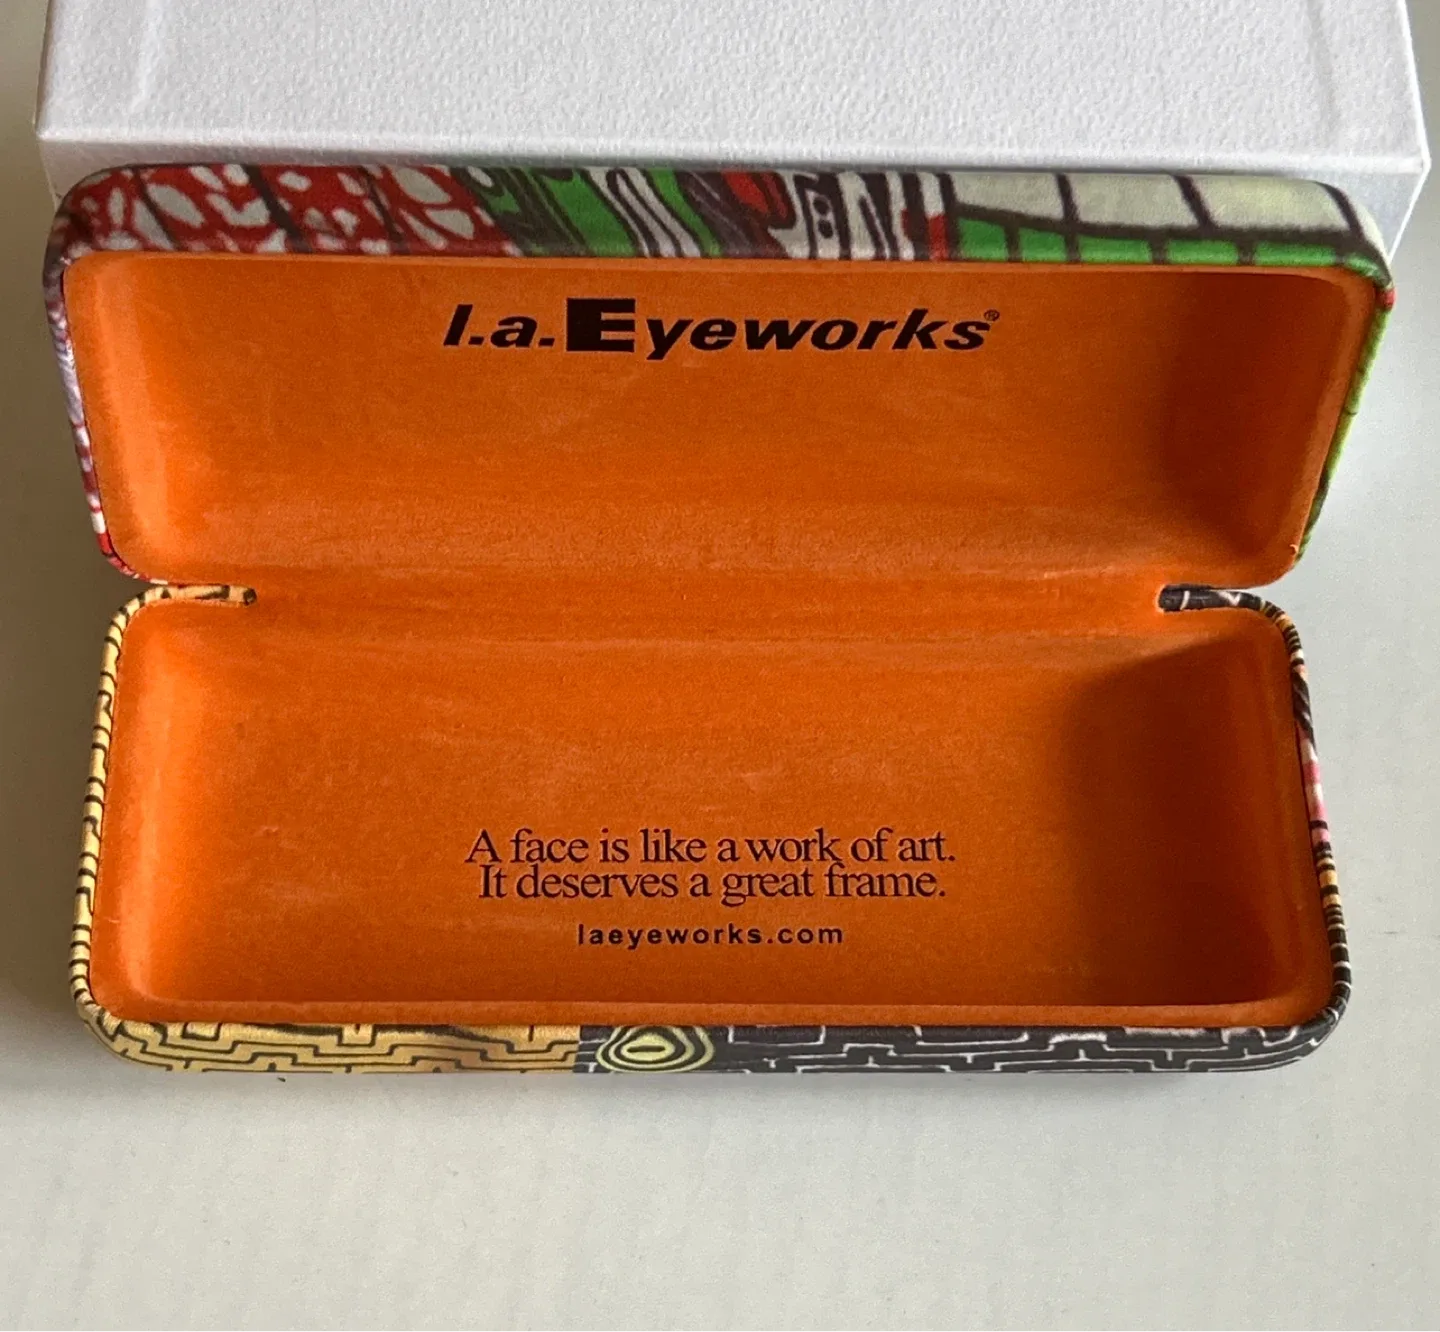 l.a.Eyeworks®
A face is like a work of art.
It deserves a great frame.
laeyeworks.com